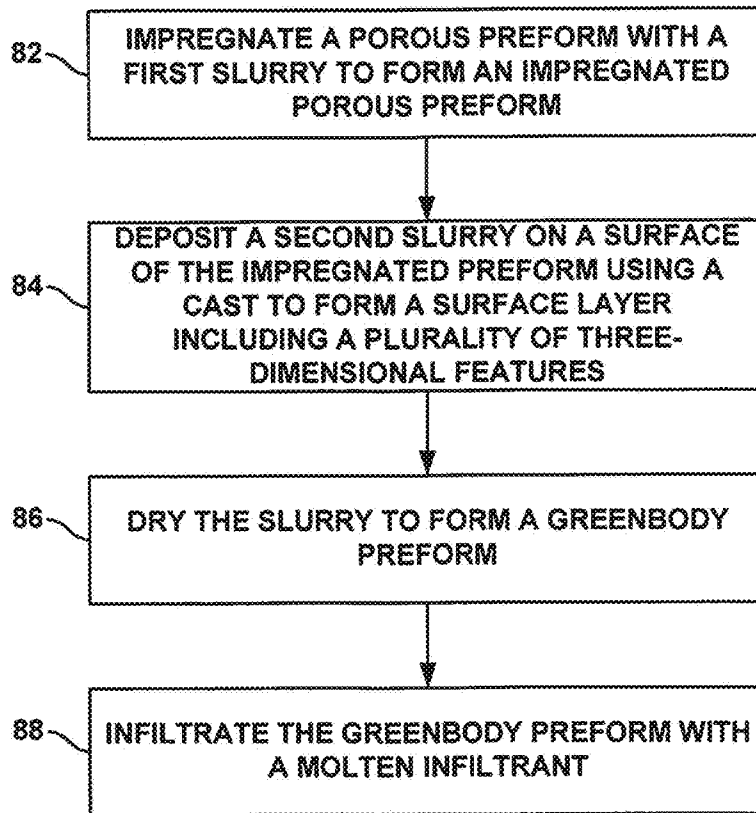 82
IMPREGNATE A POROUS PREFORM WITH A
FIRST SLURRY TO FORM AN IMPREGNATED
POROUS PREFORM
84
DEPOSIT A SECOND SLURRY ON A SURFACE
OF THE IMPREGNATED PREFORM USING A
CAST TO FORM A SURFACE LAYER
INCLUDING A PLURALITY OF THREE-
DIMENSIONAL FEATURES
86
DRY THE SLURRY TO FORM A GREENBODY
PREFORM
88
INFILTRATE THE GREENBODY PREFORM WITH
A MOLTEN INFILTRANT